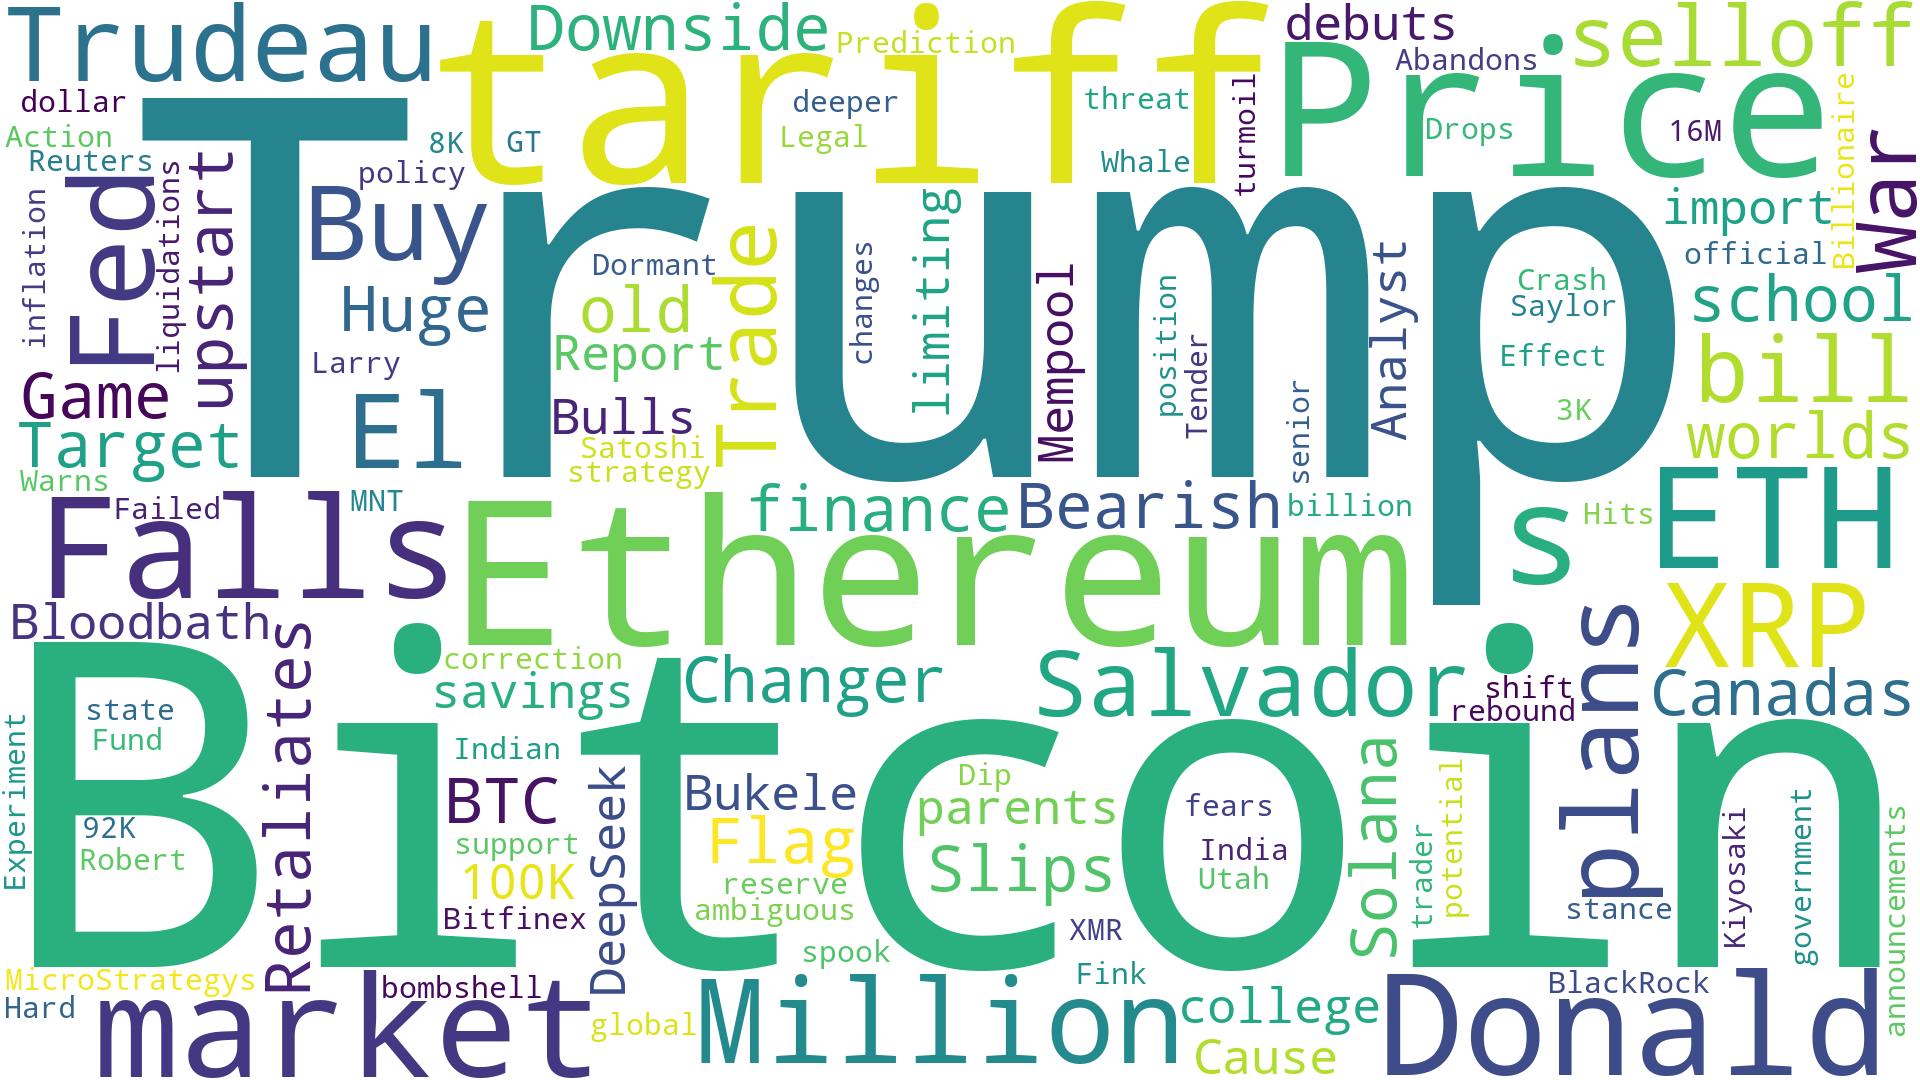 Trudeau
tariff
Downside
Prediction
debuts
Abandons
selloff
dollar
deeper
threat
turmoil
Price
Drops
16M
Billionaire
War
Action
8K
GT
Legal
Reuters
policy
Whale
Trump
Fed
liquidations
upstart
inflation
Buy
Dormant
Trade
changes
limiting
Mempool
position
Tender
Analyst
senior
import
official
Crash
Saylor
school
Huge
old
Report
Larry
Effect
bill
Game
El
Bulls
3K
Target
Satoshi
strategy
worlds
Warns
Failed
MNT
finance
Bearish
billion
s
Hits
ETH
Falls
Ethereum
Bloodbath
Retaliates
correction
savings
Changer
Salvador
shift
rebound
plans
XRP
Canadas
Bitcoin
state
Fund
Experiment
92K
Robert
Indian
BTC
support
100K
Bitfinex
DeepSeek
Bukele
Flag
reserve
ambiguous
spook
Dip
parents
Slips
fears
India
Utah
XMR
Fink
Solana
trader
potential
stance
Kiyosaki
government
announcements
MicroStrategys
Hard
market
bombshell
global
Million
college
Cause
BlackRock
Donald